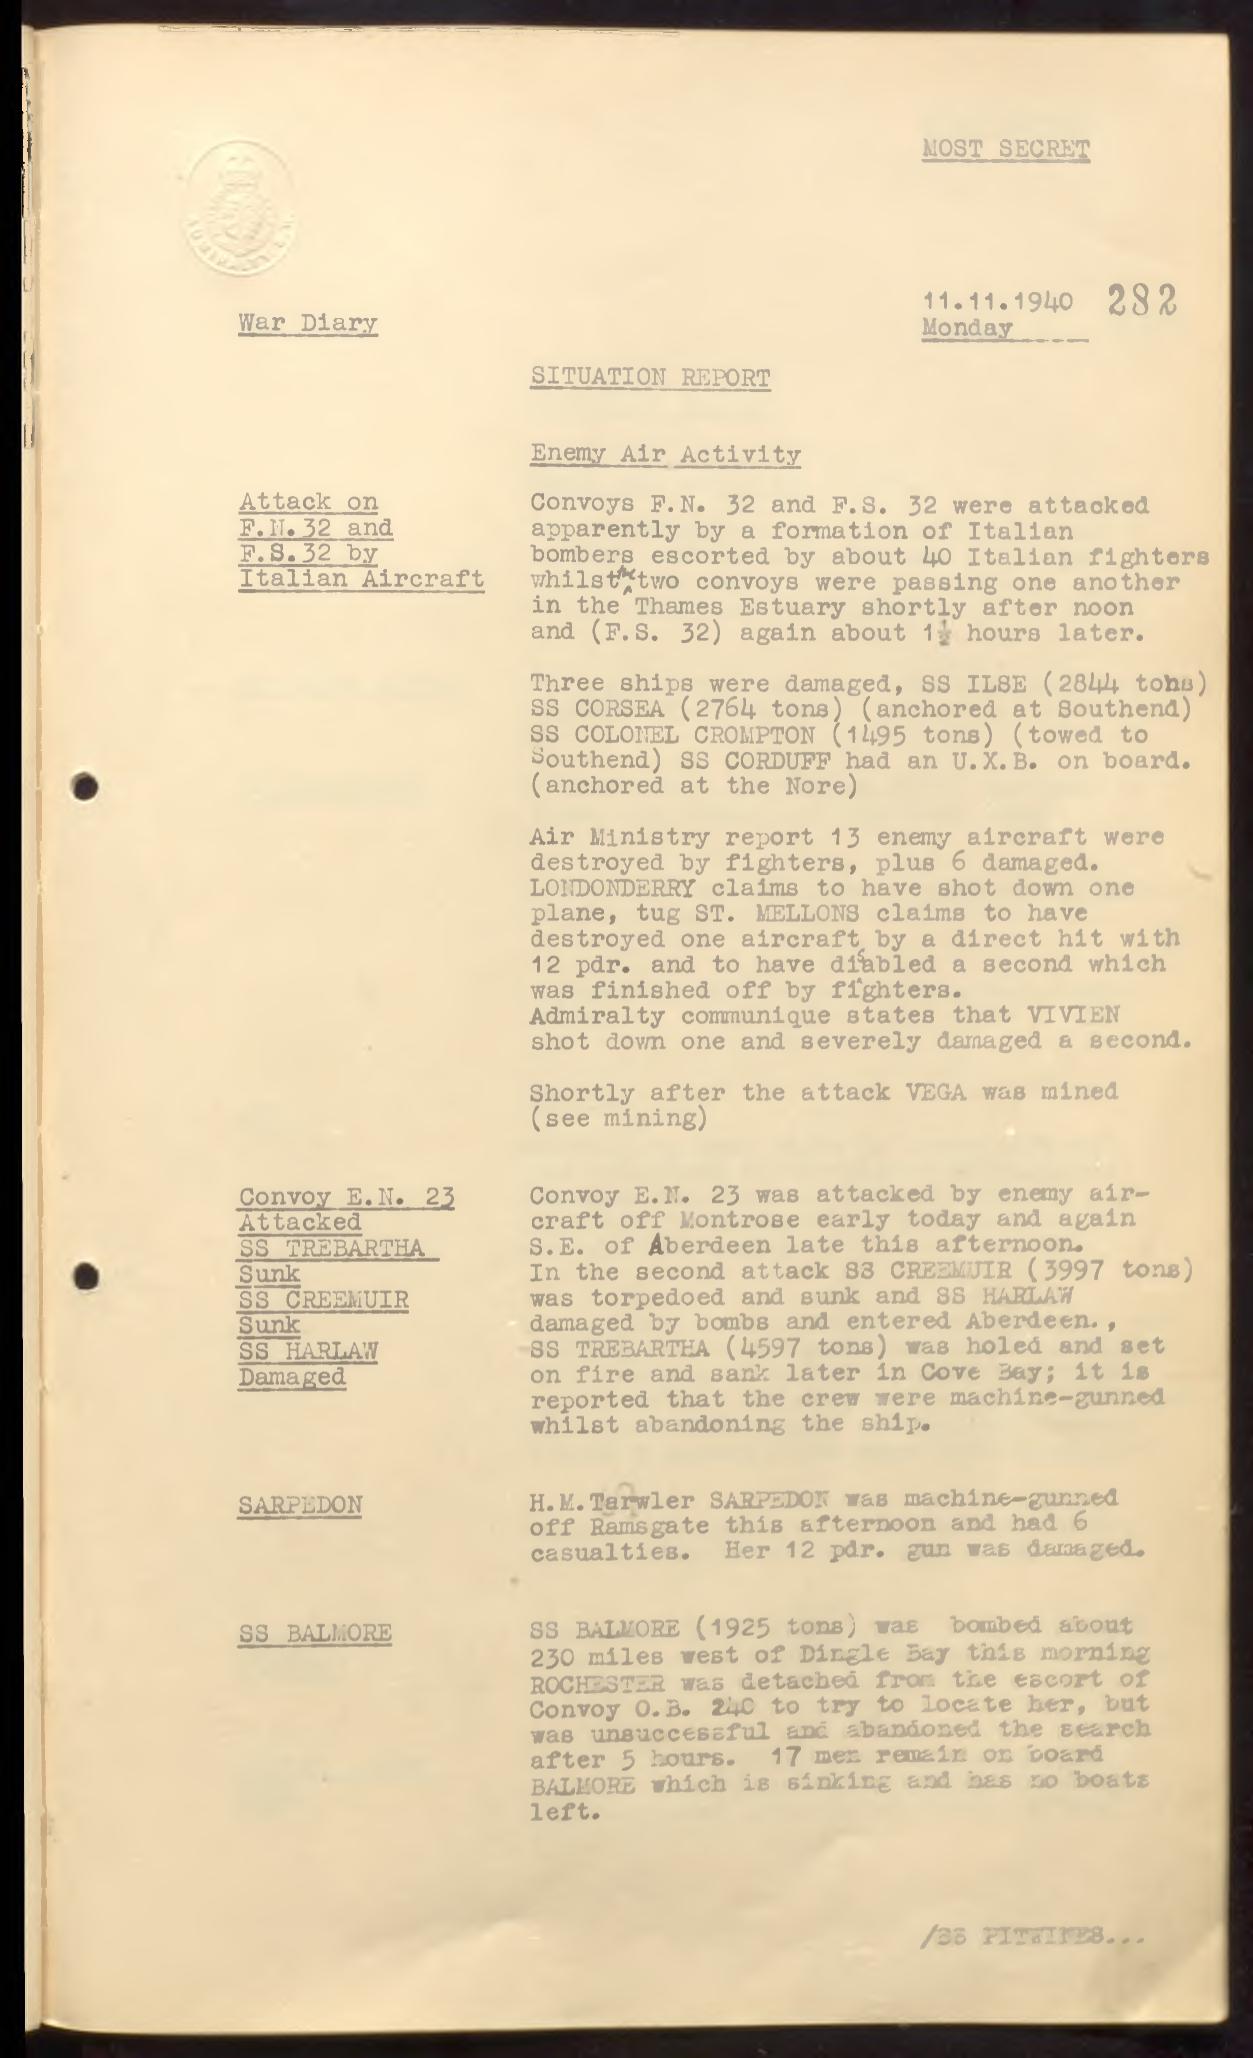 MOST SECRET
ADMIRALTY
11.11.1940 282
War Diary
Monday
SITUATION REPORT
Enemy Air Activity
Attack on
F.N.32 and
F.S.32 by
Italian Aircraft
Convoys F.N. 32 and F.S. 32 were attacked
apparently by a formation of Italian
bombers escorted by about 40 Italian fighters
whilst the two convoys were passing one another
in the Thames Estuary shortly after noon
and (F.S. 32) again about 1½ hours later.
Three ships were damaged, SS ILSE (2844 tons)
SS CORSEA (2764 tons) (anchored at Southend)
SS COLONEL CROMPTON (1495 tons) (towed to
Southend) SS CORDUFF had an U.X.B. on board.
(anchored at the Nore)
Air Ministry report 13 enemy aircraft were
destroyed by fighters, plus 6 damaged.
LONDONDERRY claims to have shot down one
plane, tug ST. MELLONS claims to have
destroyed one aircraft by a direct hit with
12 pdr. and to have disabled a second which
was finished off by fighters.
Admiralty communique states that VIVIEN
shot down one and severely damaged a second.
Shortly after the attack VEGA was mined
(see mining)
Convoy E.N. 23
Attacked
SS TREBARTHA
Sunk
SS CREEMUIR
Sunk
SS HARLAW
Damaged
Convoy E.N. 23 was attacked by enemy air-
craft off Montrose early today and again
S.E. of Aberdeen late this afternoon.
In the second attack SS CREEMUIR (3997 tons)
was torpedoed and sunk and SS HARLAW
damaged by bombs and entered Aberdeen.,
SS TREBARTHA (4597 tons) was holed and set
on fire and sank later in Cove Bay; it is
reported that the crew were machine-gunned
whilst abandoning the ship.
SARPEDON
H.M.Tarwler SARPEDON was machine-gunned
off Ramsgate this afternoon and had 6
casualties. Her 12 pdr. gun was damaged.
SS BALMORE
SS BALMORE (1925 tons) was bombed about
230 miles west of Dingle Bay this morning
ROCHESTER was detached from the escort of
Convoy O.B. 240 to try to locate her, but
was unsuccessful and abandoned the search
after 5 hours. 17 men remain on board
BALMORE which is sinking and has no boats
left.
/SS PITWINES...